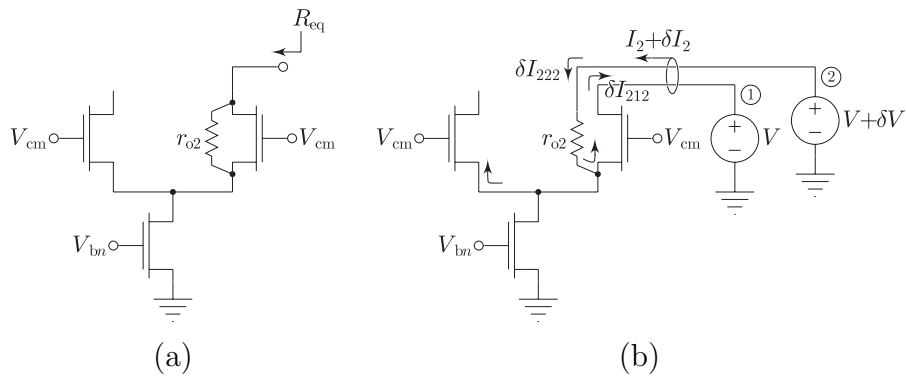 R_eq
V_cm
r_o2
V_cm
V_bn
(a)
I_2+δI_2
δI_222
δI_212
①
②
V_cm
r_o2
V_cm
+
−
V
+
−
V+δV
V_bn
(b)